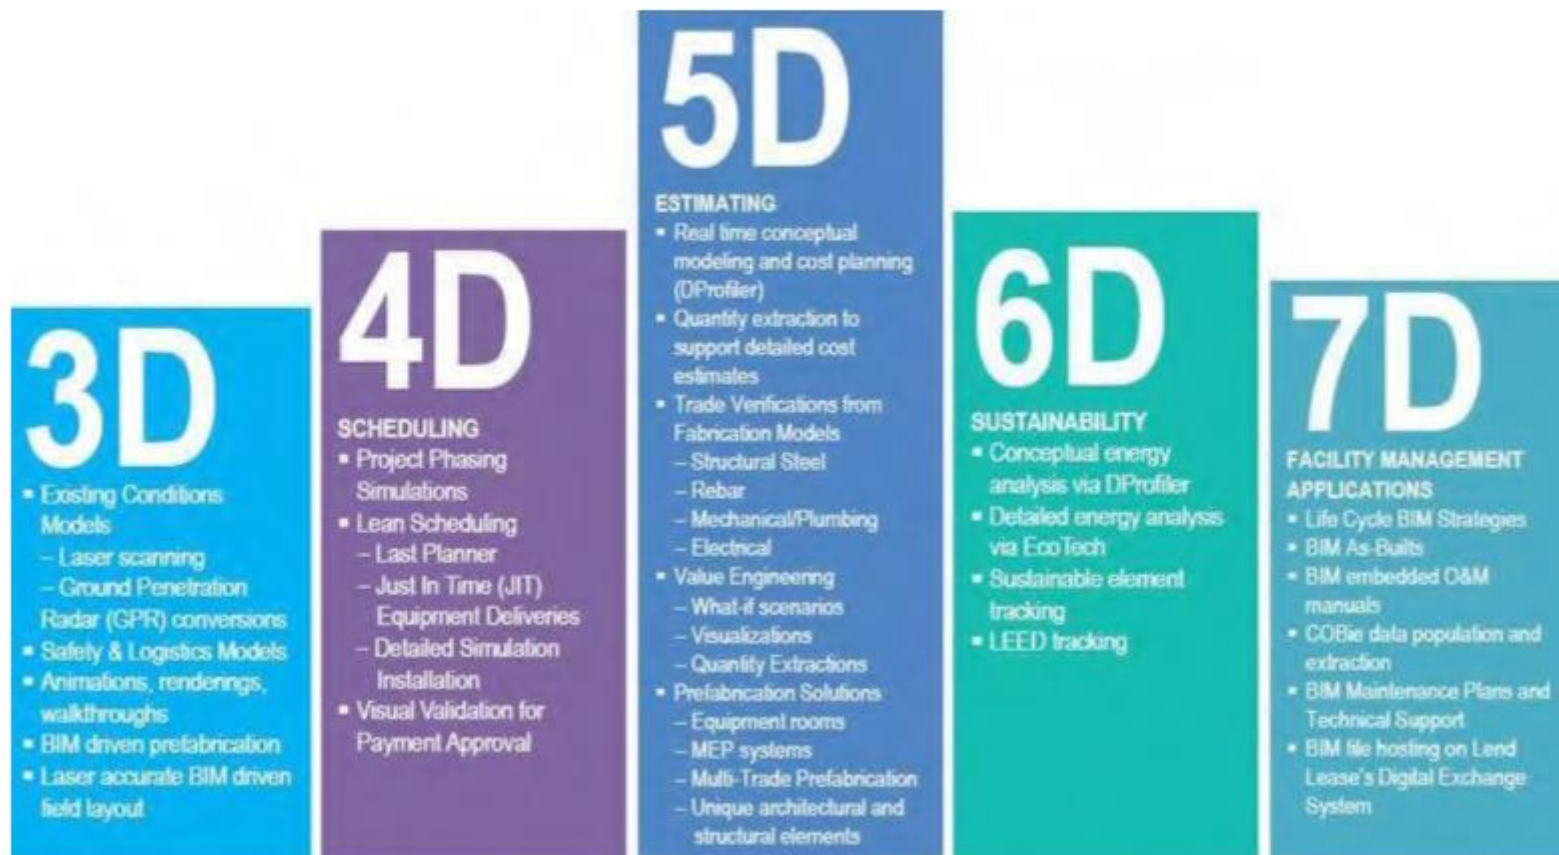 3D
▪ Existing Conditions
Models
– Laser scanning
– Ground Penetration
Radar (GPR) conversions
▪ Safety & Logistics Models
▪ Animations, renderings,
walkthroughs
▪ BIM driven prefabrication
▪ Laser accurate BIM driven
field layout
4D
SCHEDULING
▪ Project Phasing
Simulations
▪ Lean Scheduling
– Last Planner
– Just In Time (JIT)
Equipment Deliveries
– Detailed Simulation
Installation
▪ Visual Validation for
Payment Approval
5D
ESTIMATING
▪ Real time conceptual
modeling and cost planning
(DProfiler)
▪ Quantity extraction to
support detailed cost
estimates
▪ Trade Verifications from
Fabrication Models
– Structural Steel
– Rebar
– Mechanical/Plumbing
– Electrical
▪ Value Engineering
– What-if scenarios
– Visualizations
– Quantity Extractions
▪ Prefabrication Solutions
– Equipment rooms
– MEP systems
– Multi-Trade Prefabrication
– Unique architectural and
structural elements
6D
SUSTAINABILITY
▪ Conceptual energy
analysis via DProfiler
▪ Detailed energy analysis
via EcoTech
▪ Sustainable element
tracking
▪ LEED tracking
7D
FACILITY MANAGEMENT
APPLICATIONS
▪ Life Cycle BIM Strategies
▪ BIM As-Builts
▪ BIM embedded O&M
manuals
▪ COBie data population and
extraction
▪ BIM Maintenance Plans and
Technical Support
▪ BIM file hosting on Lend
Lease's Digital Exchange
System